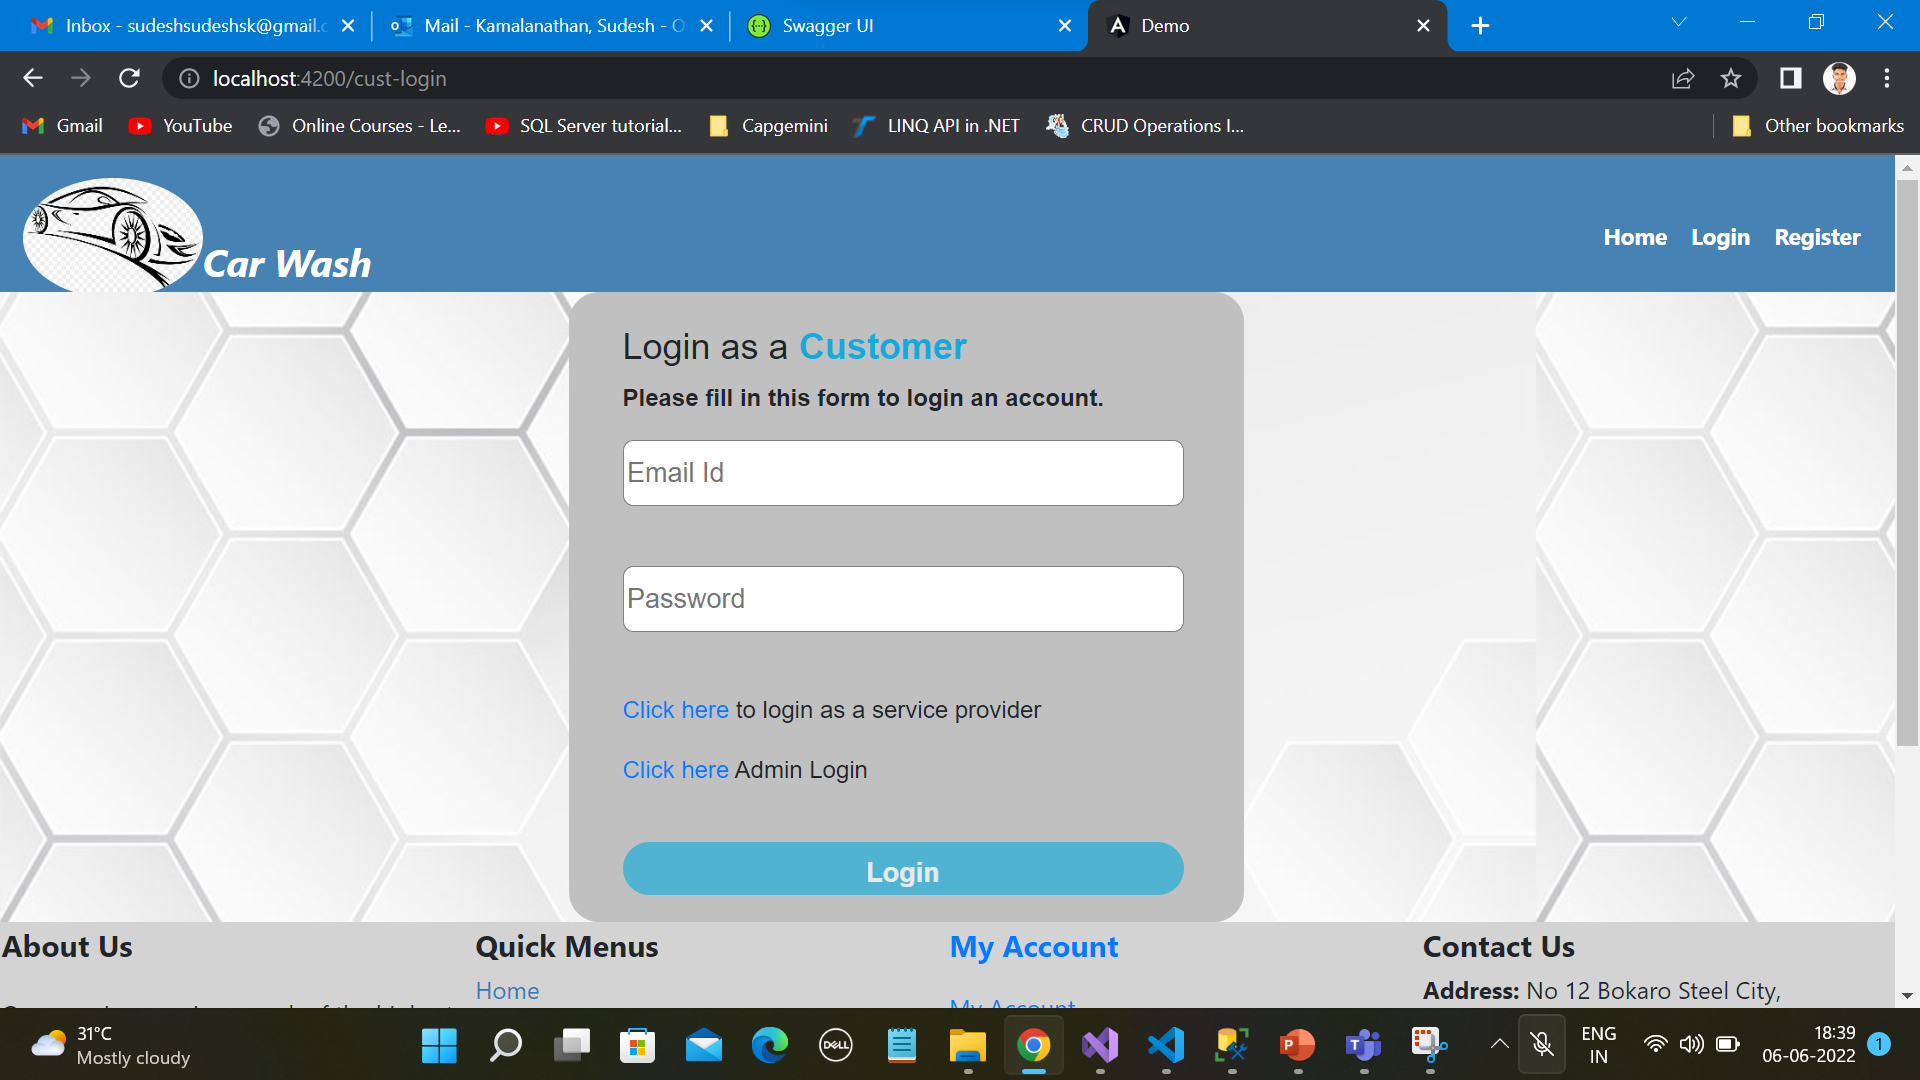 Inbox - sudeshsudeshsk@gmail.c
Mail - Kamalanathan, Sudesh - O
Swagger UI
Demo
localhost:4200/cust-login
Gmail
YouTube
Online Courses - Le...
SQL Server tutorial...
Capgemini
LINQ API in .NET
CRUD Operations I...
Other bookmarks
Car Wash
Home
Login
Register
Login as a Customer
Please fill in this form to login an account.
Email Id
Password
Click here to login as a service provider
Click here Admin Login
Login
About Us
Quick Menus
My Account
Contact Us
Home
My Account
Address: No 12 Bokaro Steel City,
31°C
Mostly cloudy
DELL
ENG
IN
18:39
06-06-2022
1